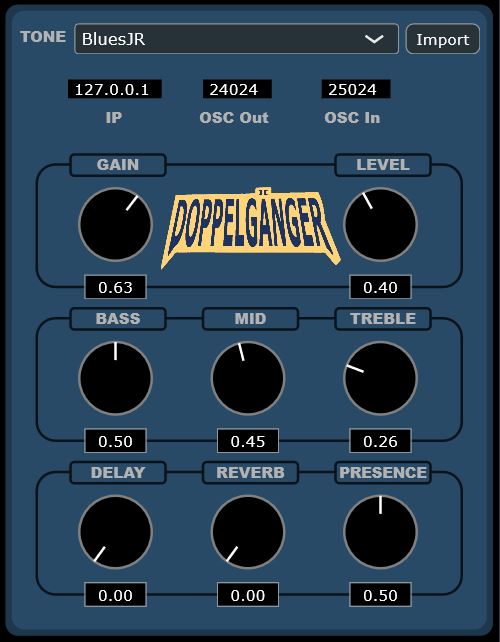 TONE BluesJR Import
127.0.0.1 24024 25024
IP OSC Out OSC In
GAIN LEVEL
DOPPELGÄNGER
0.63 0.40
BASS MID TREBLE
0.50 0.45 0.26
DELAY REVERB PRESENCE
0.00 0.00 0.50